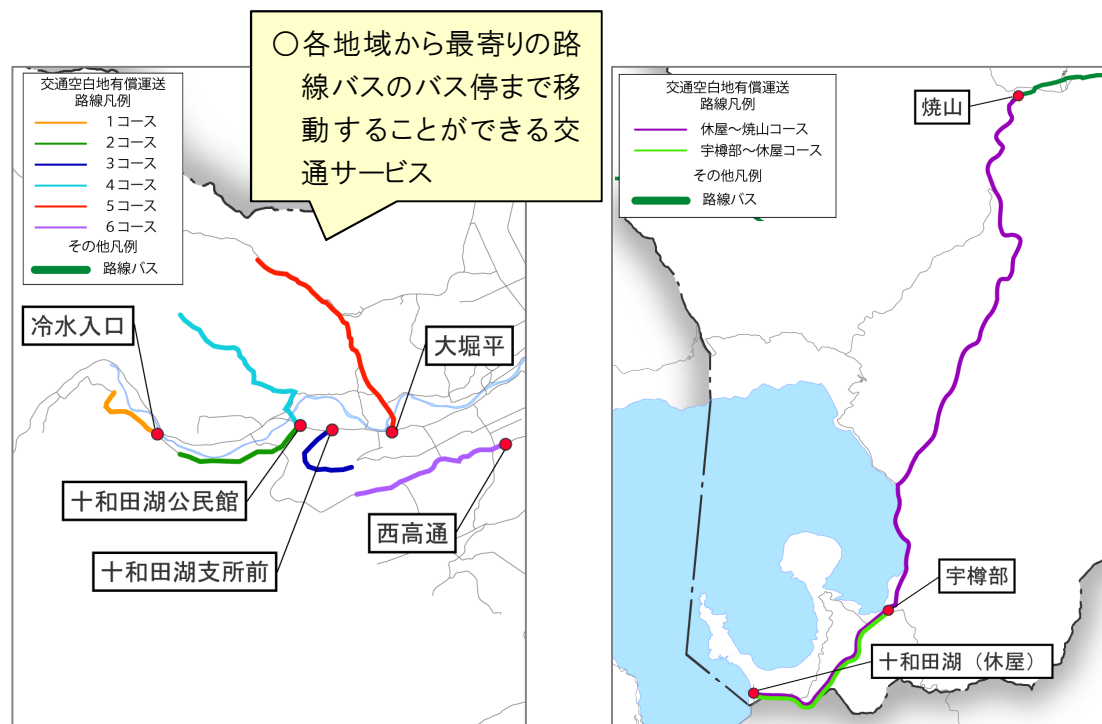 ○各地域から最寄りの路
線バスのバス停まで移
動することができる交
通サービス
交通空白地有償運送
路線凡例
1コース
2コース
3コース
4コース
5コース
6コース
その他凡例
路線バス
冷水入口
大堀平
十和田湖公民館
西高通
十和田湖支所前
交通空白地有償運送
路線凡例
休屋～焼山コース
宇樽部～休屋コース
その他凡例
路線バス
焼山
宇樽部
十和田湖（休屋）